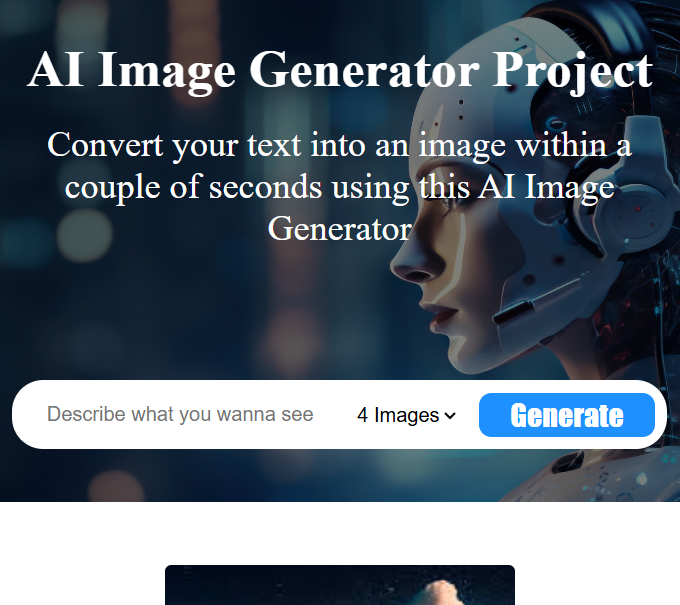 AI Image Generator Project
Convert your text into an image within a
couple of seconds using this AI Image
Generator
Describe what you wanna see
4 Images
Generate